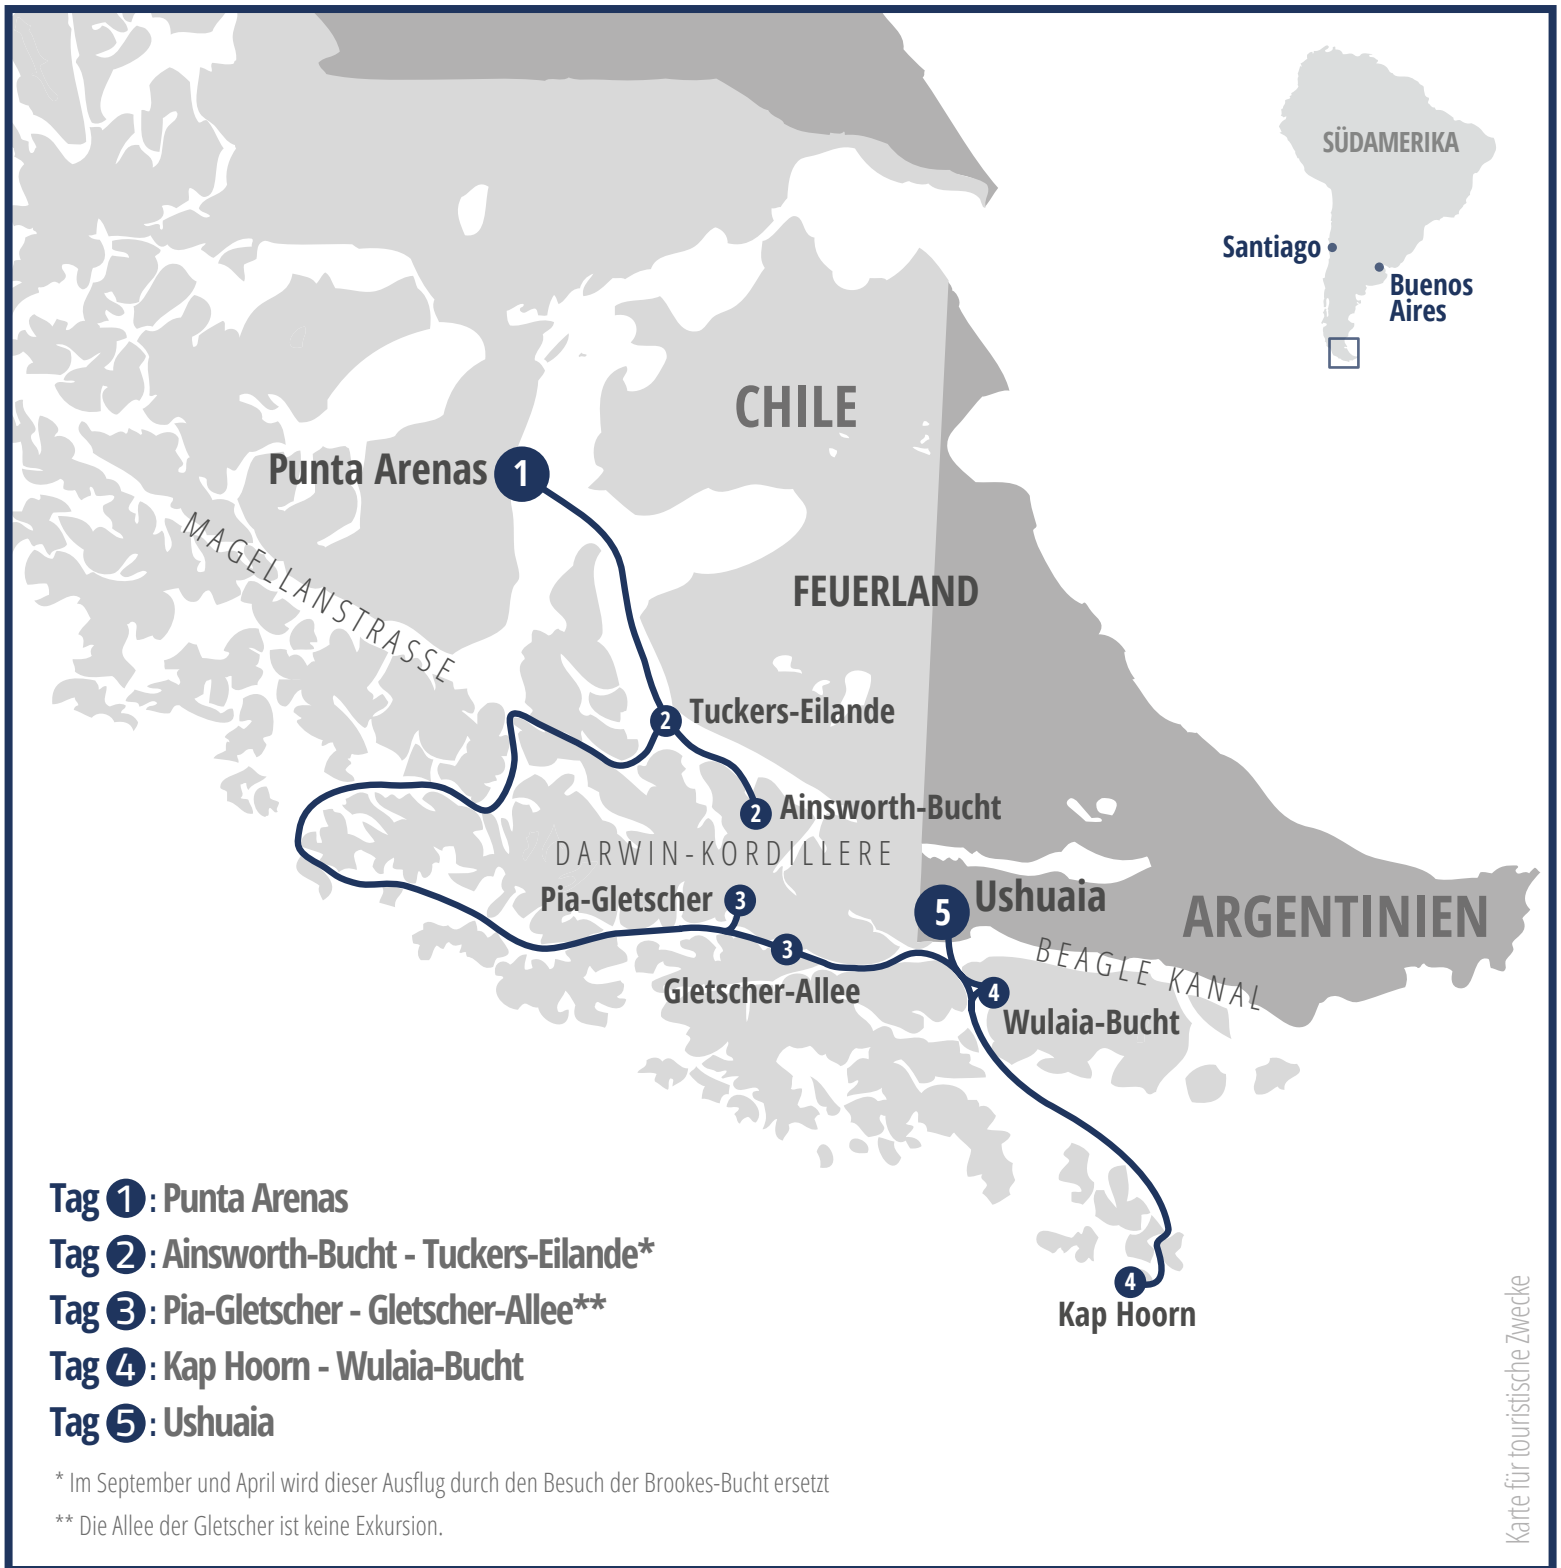 SÜDAMERIKA
Santiago
Buenos
Aires
CHILE
Punta Arenas 1
MAGELLANSTRASSE
FEUERLAND
2 Tuckers-Eilande
2 Ainsworth-Bucht
DARWIN-KORDILLERE
Pia-Gletscher 3
5 Ushuaia
ARGENTINIEN
3
Gletscher-Allee
BEAGLE KANAL
4
Wulaia-Bucht
4
Kap Hoorn
Tag 1: Punta Arenas
Tag 2: Ainsworth-Bucht - Tuckers-Eilande*
Tag 3: Pia-Gletscher - Gletscher-Allee**
Tag 4: Kap Hoorn - Wulaia-Bucht
Tag 5: Ushuaia
* Im September und April wird dieser Ausflug durch den Besuch der Brookes-Bucht ersetzt
** Die Allee der Gletscher ist keine Exkursion.
Karte für touristische Zwecke